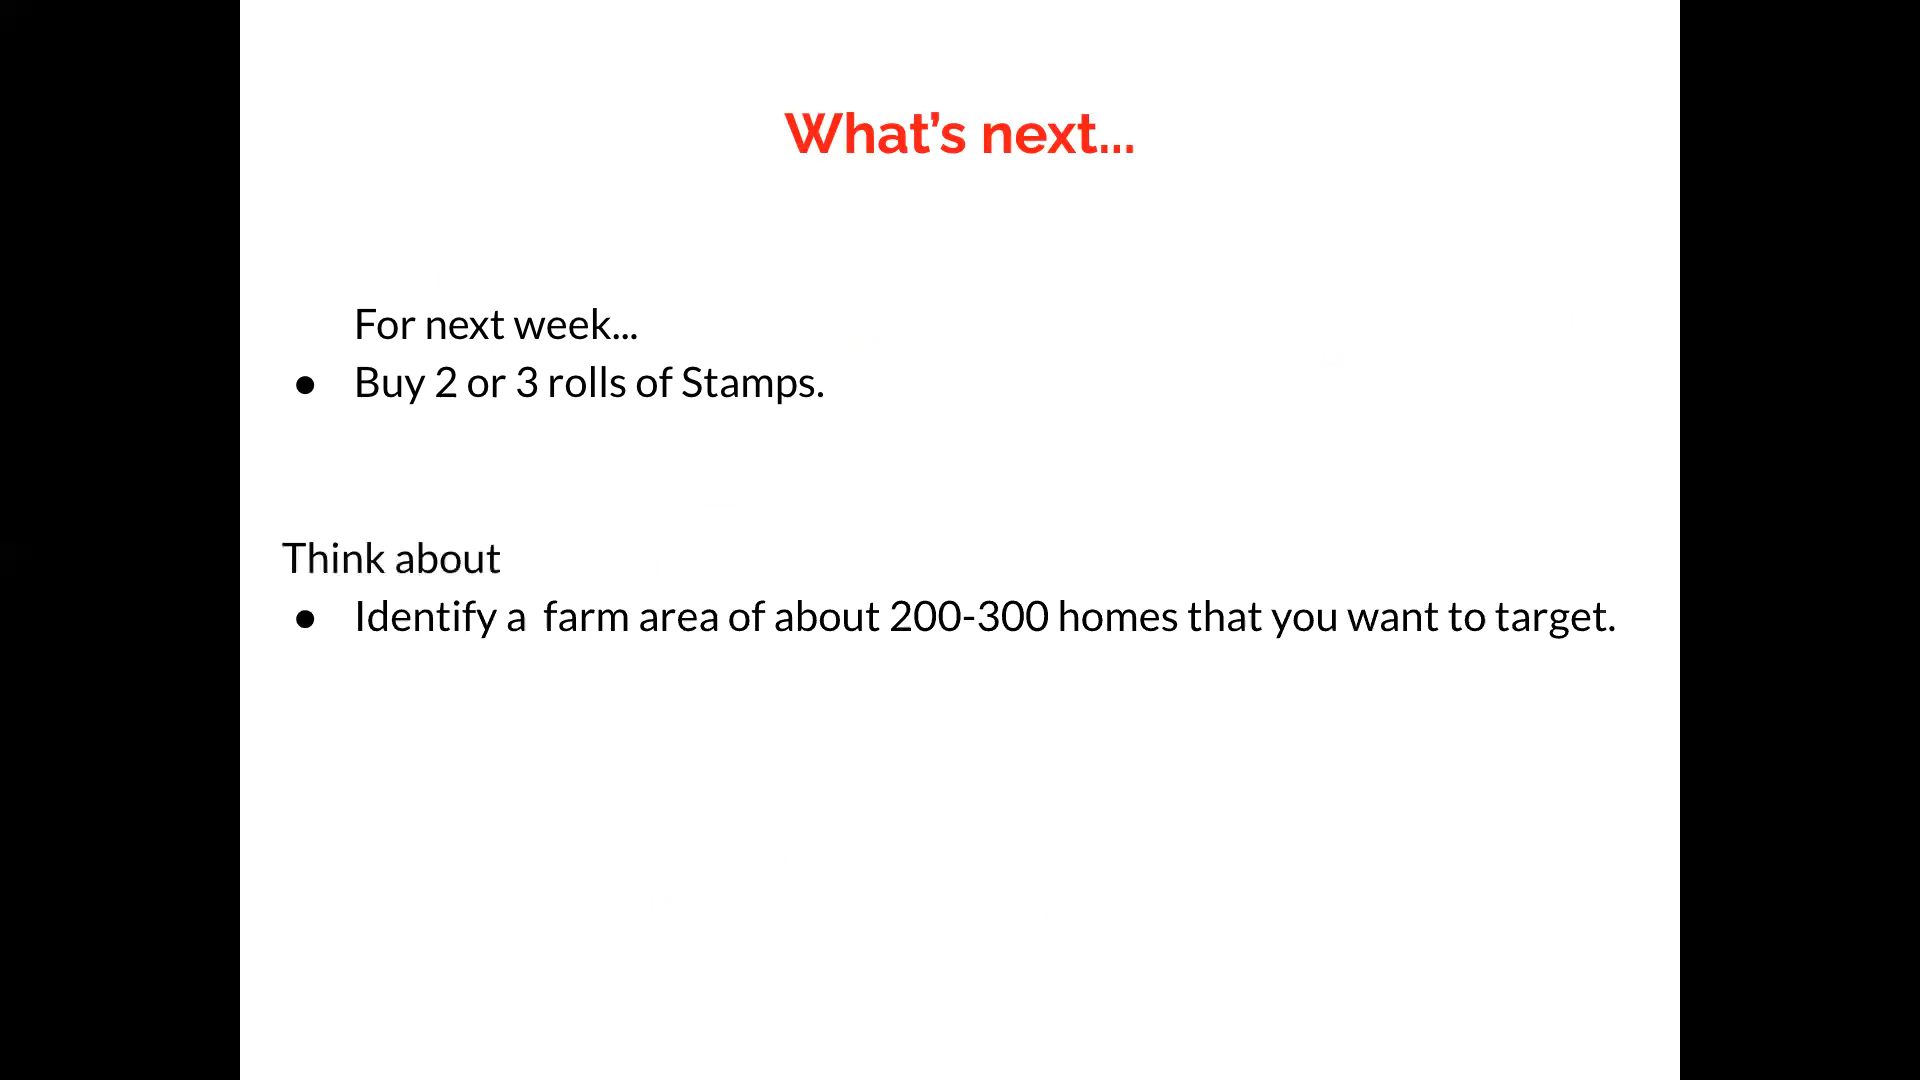 What’s next...
For next week...
● Buy 2 or 3 rolls of Stamps.
Think about
● Identify a  farm area of about 200-300 homes that you want to target.